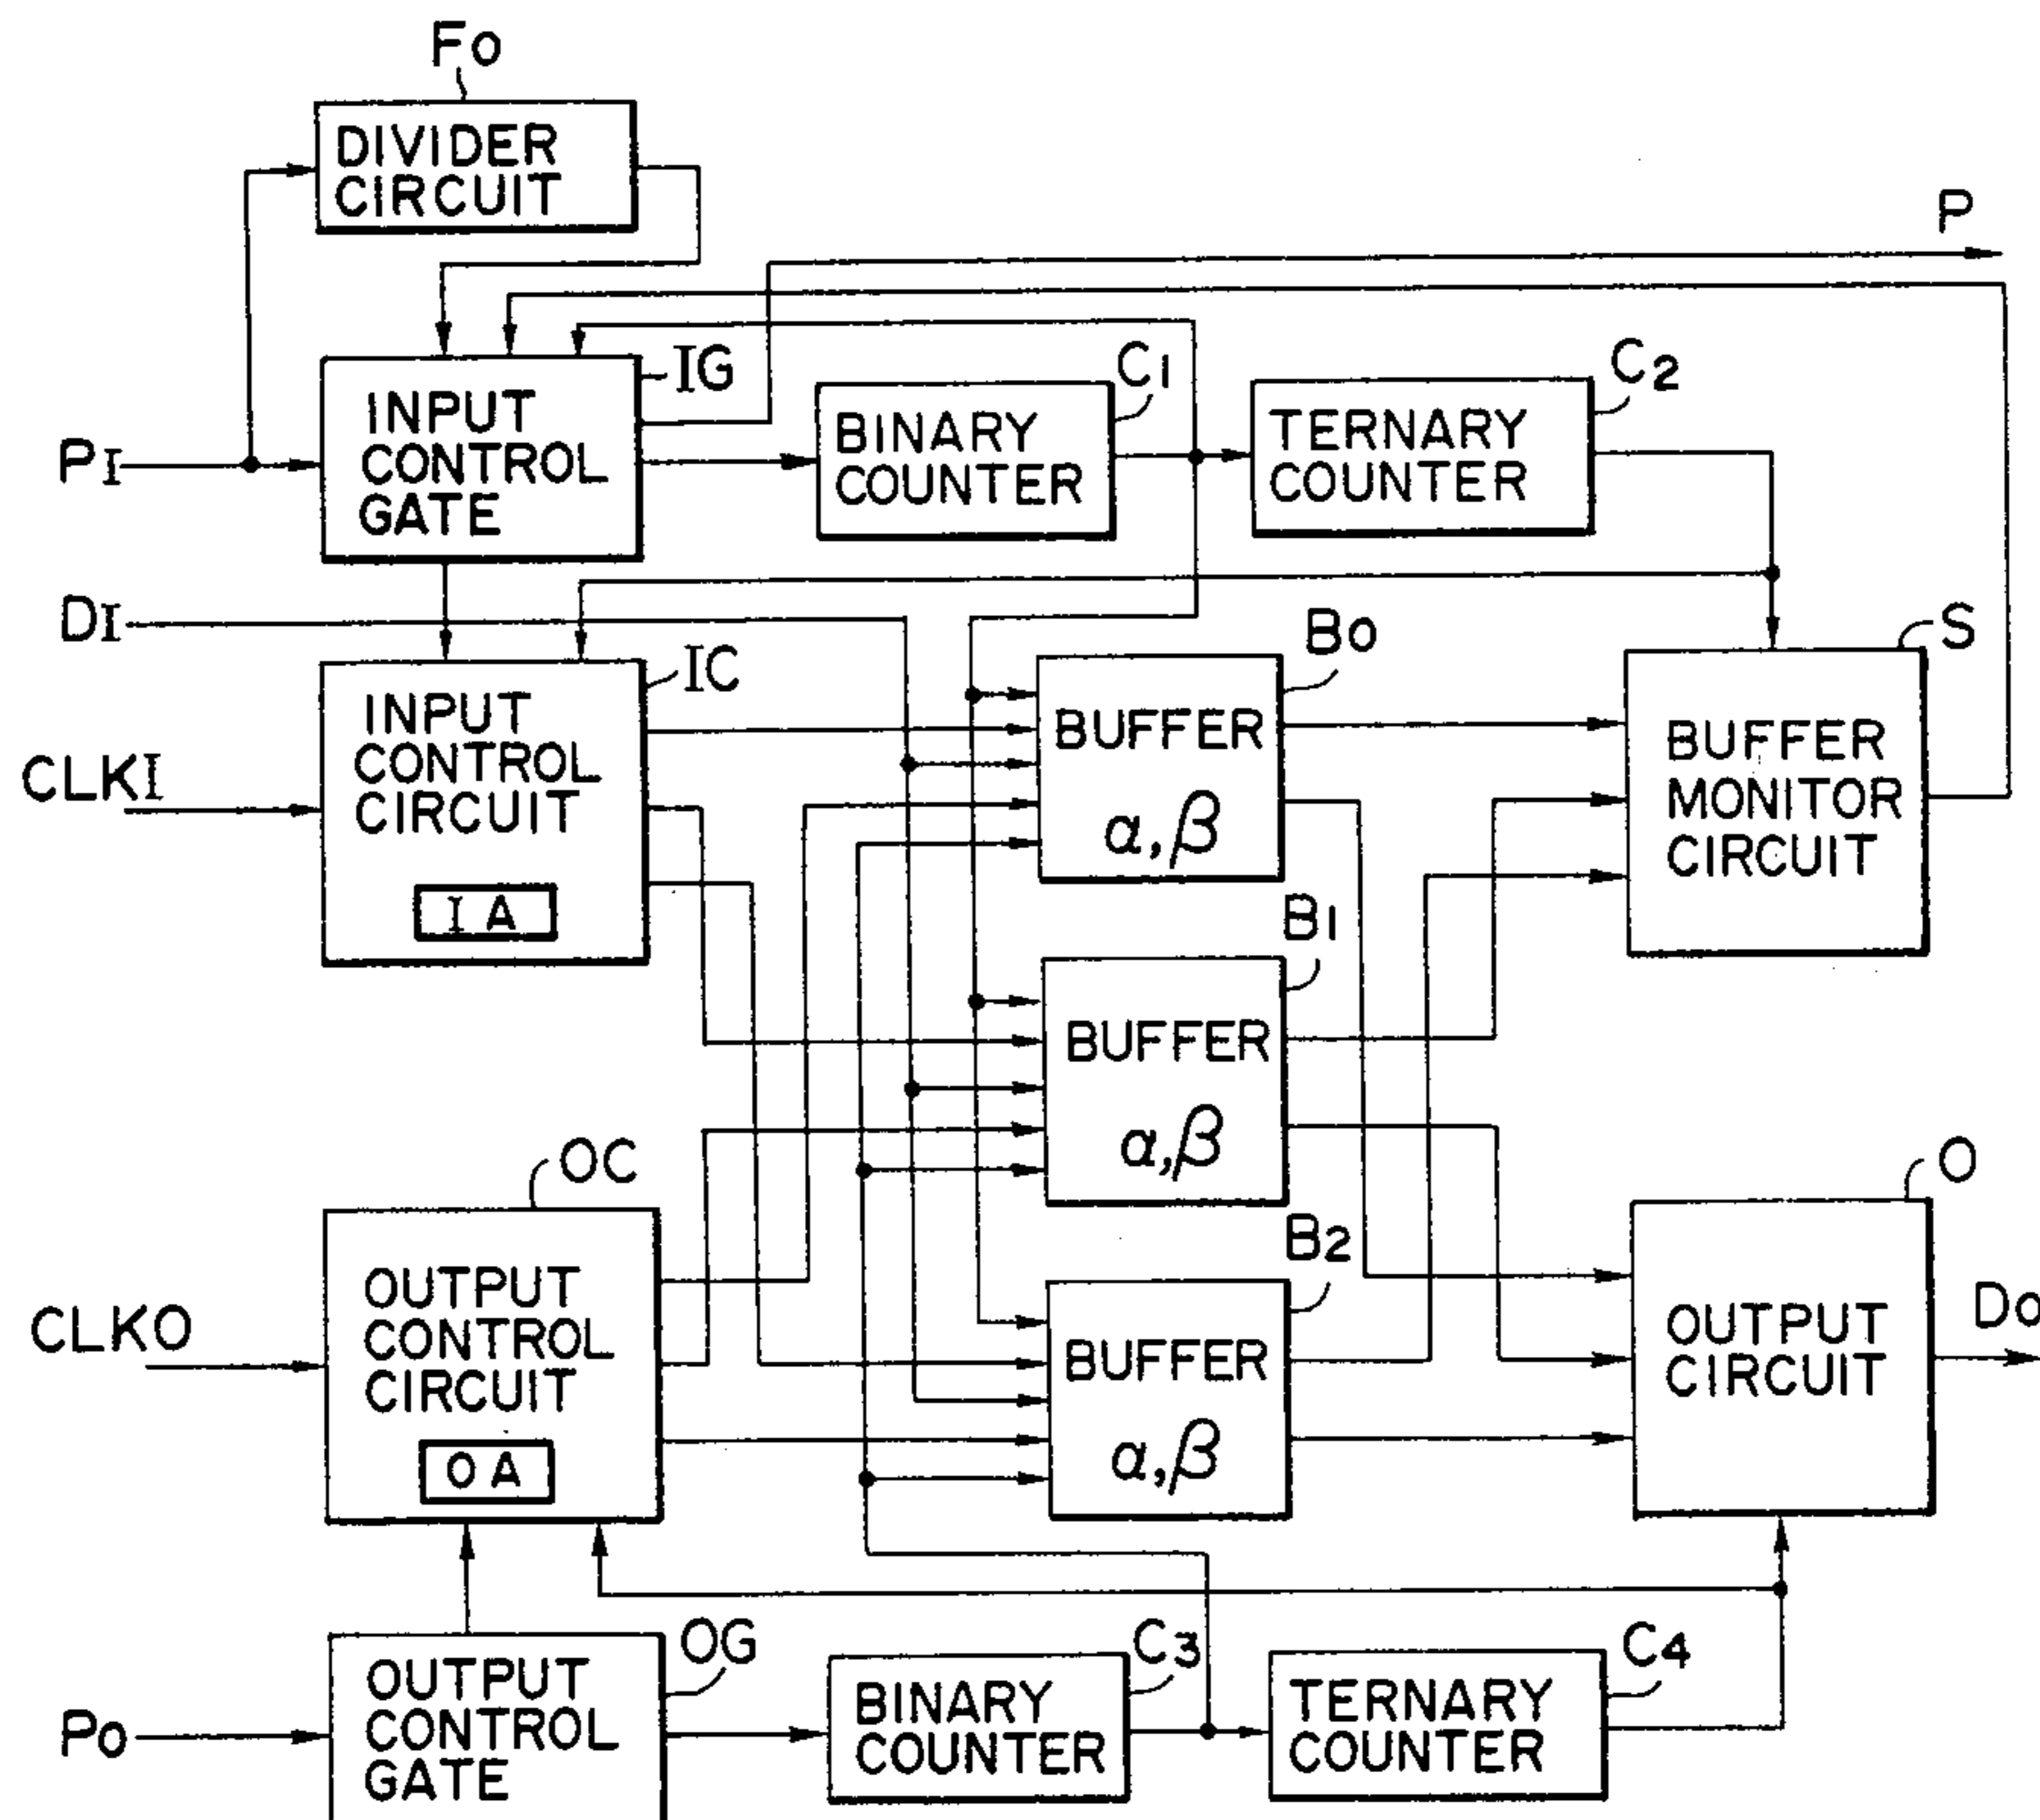 Fo
DIVIDER
CIRCUIT
P
IG
C1
C2
INPUT
CONTROL
GATE
BINARY
COUNTER
TERNARY
COUNTER
PI
DI
IC
Bo
S
INPUT
CONTROL
CIRCUIT
IA
CLKI
BUFFER
α,β
BUFFER
MONITOR
CIRCUIT
B1
BUFFER
α,β
OC
O
B2
OUTPUT
CONTROL
CIRCUIT
OA
CLKO
BUFFER
α,β
OUTPUT
CIRCUIT
Do
OG
C3
C4
Po
OUTPUT
CONTROL
GATE
BINARY
COUNTER
TERNARY
COUNTER